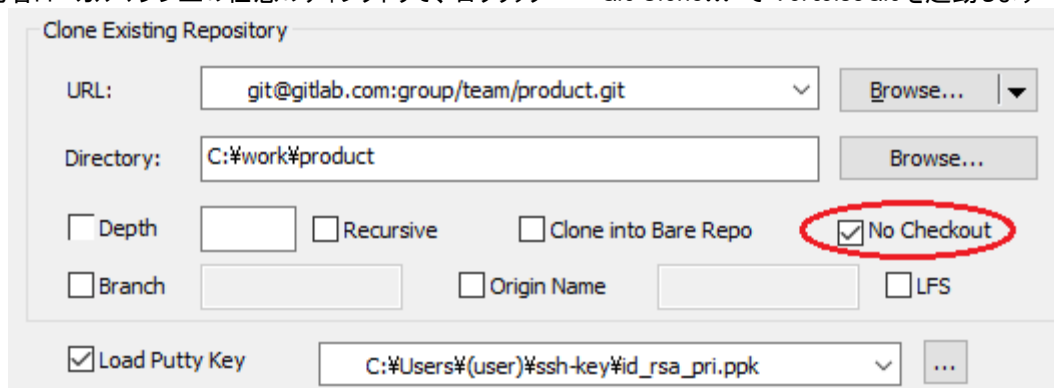 Clone Existing Repository
URL: git@gitlab.com:group/team/product.git Browse...
Directory: C:¥work¥product Browse...
Depth Recursive Clone into Bare Repo No Checkout
Branch Origin Name LFS
Load Putty Key C:¥Users¥(user)¥ssh-key¥id_rsa_pri.ppk ...